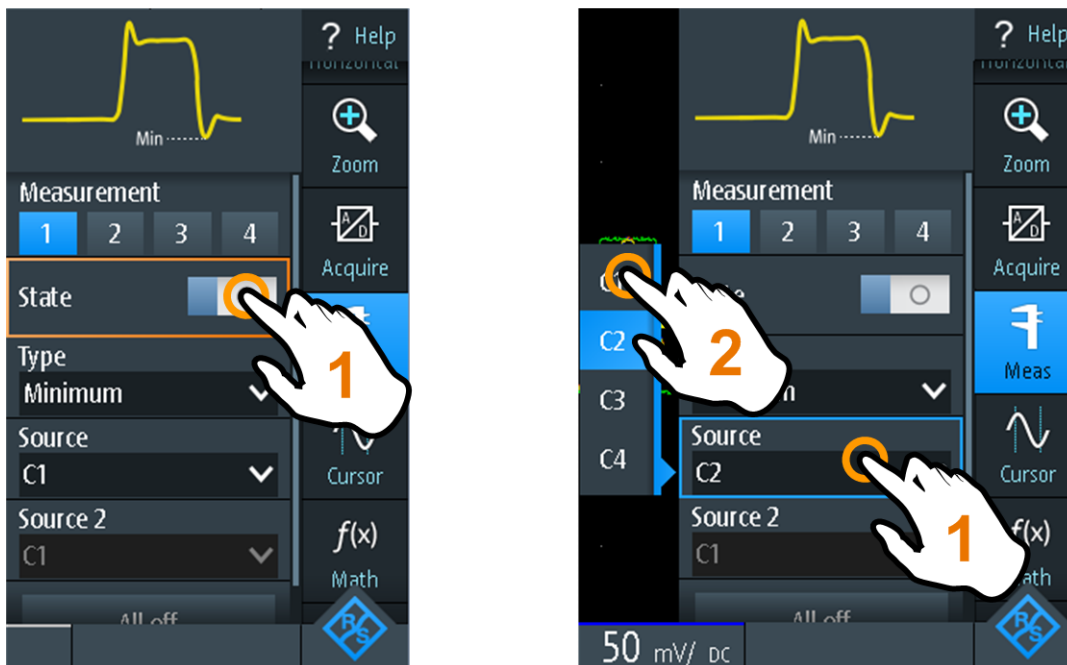 ? Help
Horizontal
Min
Zoom
Measurement
1 2 3 4
Acquire
State
1
Type
Minimum
Source
C1
Cursor
Source 2
C1
f(x)
Math
All off
R/S
? Help
Horizontal
Min
Zoom
Measurement
1 2 3 4
Acquire
2
C2
Meas
C3
Source
C4
C2
Cursor
Source 2
C1
1
f(x)
All off
R/S
50 mV/ DC